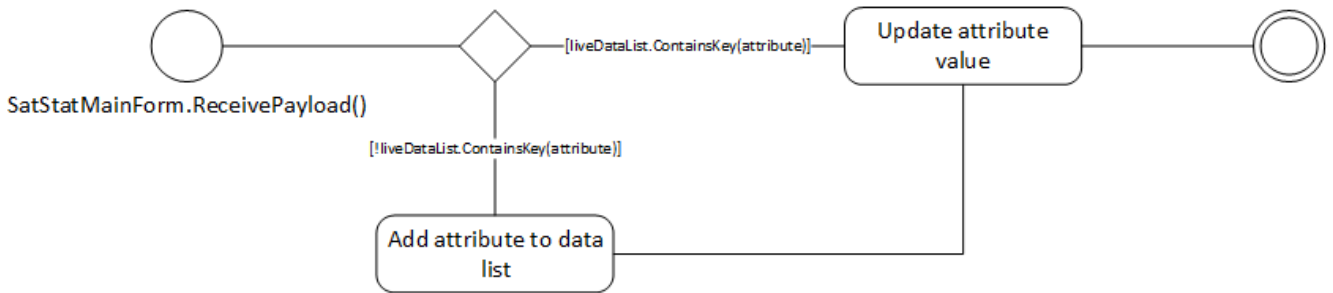 Update attribute
value
[liveDataList.ContainsKey(attribute)]
SatStatMainForm.ReceivePayload()
[!liveDataList.ContainsKey(attribute)]
Add attribute to data
list